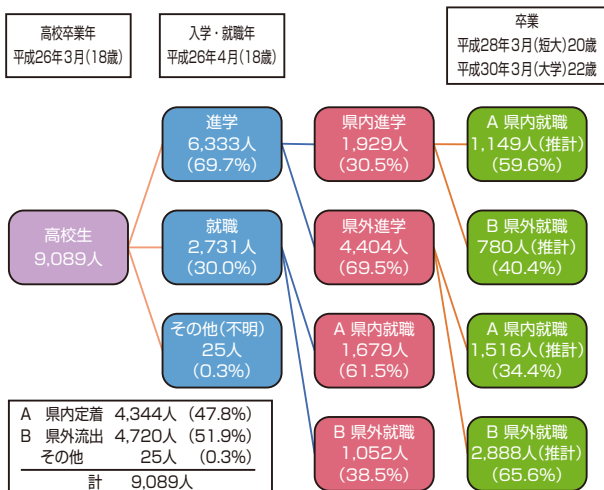 高校卒業年
平成26年3月(18歳)
入学・就職年
平成26年4月(18歳)
卒業
平成28年3月(短大)20歳
平成30年3月(大学)22歳
高校生
9,089人
進学
6,333人
(69.7%)
就職
2,731人
(30.0%)
その他(不明)
25人
(0.3%)
県内進学
1,929人
(30.5%)
県外進学
4,404人
(69.5%)
A 県内就職
1,679人
(61.5%)
B 県外就職
1,052人
(38.5%)
A 県内就職
1,149人(推計)
(59.6%)
B 県外就職
780人(推計)
(40.4%)
A 県内就職
1,516人(推計)
(34.4%)
B 県外就職
2,888人(推計)
(65.6%)
A 県内定着 4,344人 (47.8%)
B 県外流出 4,720人 (51.9%)
その他 25人 (0.3%)
計 9,089人